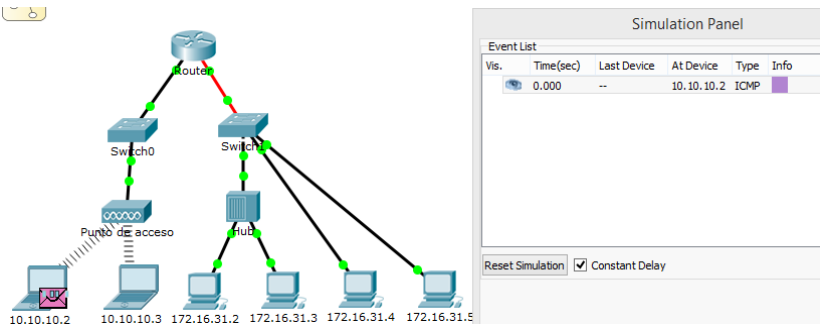 Simulation Panel
Event List
Vis. Time(sec) Last Device At Device Type Info
0.000 -- 10.10.10.2 ICMP
Router
Switch0
Switch1
Punto de acceso
Hub
10.10.10.2 10.10.10.3 172.16.31.2 172.16.31.3 172.16.31.4 172.16.31.5
Reset Simulation Constant Delay